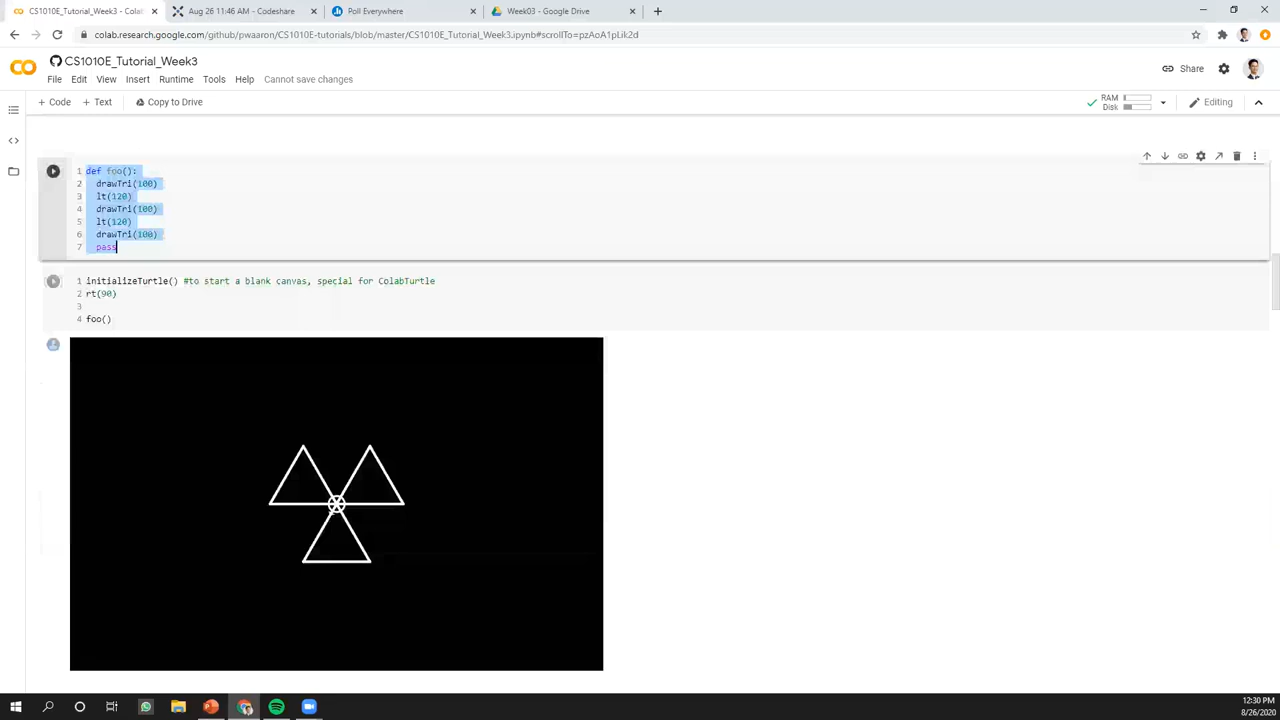 CS1010E_Tutorial_Week3 - Colab
Aug 26 11:46 AM - Codeshare
Poll Everywhere
Week03 - Google Drive
colab.research.google.com/github/pwaaron/CS1010E-tutorials/blob/master/CS1010E_Tutorial_Week3.ipynb#scrollTo=pzAoA1pLik2d
CS1010E_Tutorial_Week3
Share
File Edit View Insert Runtime Tools Help Cannot save changes
+ Code + Text Copy to Drive
RAM
Disk
Editing
1 def foo():
2 drawTri(100)
3 lt(120)
4 drawTri(100)
5 lt(120)
6 drawTri(100)
7 pass
1 initializeTurtle() #to start a blank canvas, special for ColabTurtle
2 rt(90)
3
4 foo()
12:30 PM
8/26/2020